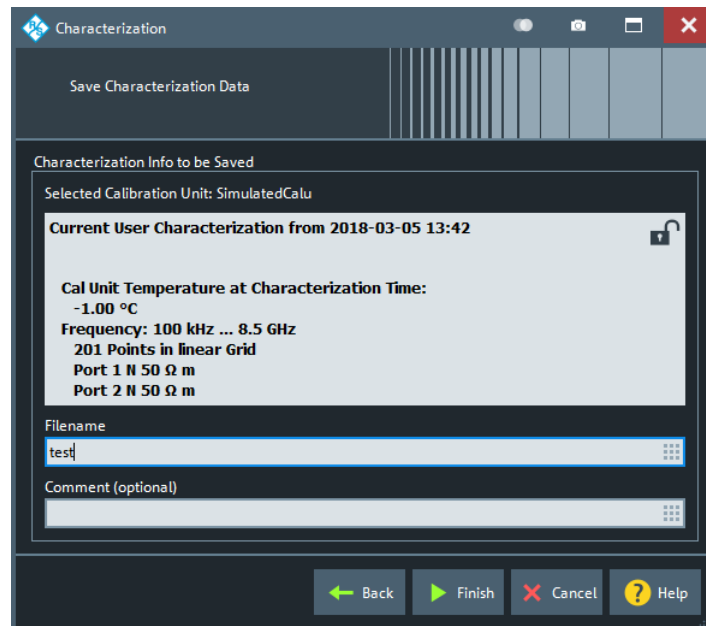 Characterization
Save Characterization Data
Characterization Info to be Saved
Selected Calibration Unit: SimulatedCalu
Current User Characterization from 2018-03-05 13:42
Cal Unit Temperature at Characterization Time:
-1.00 °C
Frequency: 100 kHz ... 8.5 GHz
201 Points in linear Grid
Port 1 N 50 Ω m
Port 2 N 50 Ω m
Filename
test
Comment (optional)
Back Finish Cancel ? Help